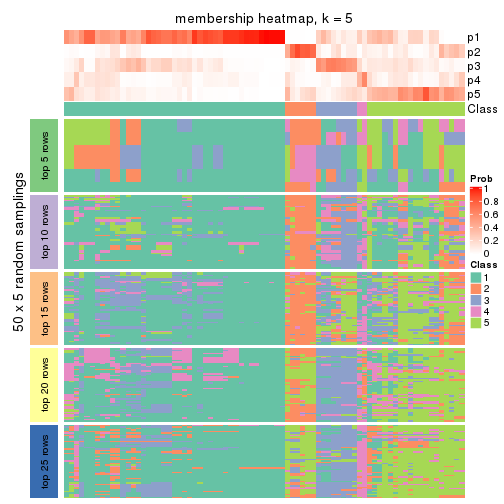 membership heatmap, k = 5
p1
p2
p3
p4
p5
Class
50 x 5 random samplings
top 5 rows
top 10 rows
top 15 rows
top 20 rows
top 25 rows
Prob
1
0.8
0.6
0.4
0.2
0
Class
1
2
3
4
5